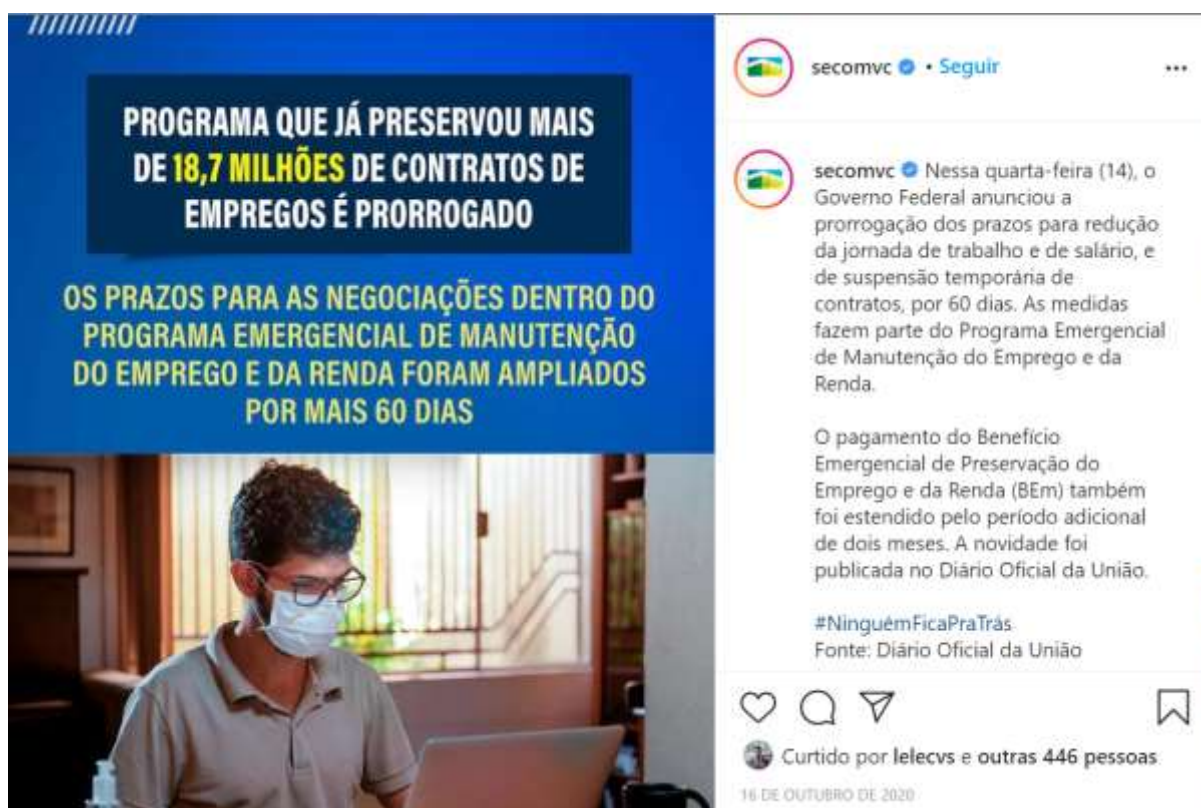 PROGRAMA QUE JÁ PRESERVOU MAIS
DE 18,7 MILHÕES DE CONTRATOS DE
EMPREGOS É PRORROGADO
OS PRAZOS PARA AS NEGOCIAÇÕES DENTRO DO
PROGRAMA EMERGENCIAL DE MANUTENÇÃO
DO EMPREGO E DA RENDA FORAM AMPLIADOS
POR MAIS 60 DIAS
secomvc • Seguir
secomvc Nessa quarta-feira (14), o
Governo Federal anunciou a
prorrogação dos prazos para redução
da jornada de trabalho e de salário, e
de suspensão temporária de
contratos, por 60 dias. As medidas
fazem parte do Programa Emergencial
de Manutenção do Emprego e da
Renda.
O pagamento do Benefício
Emergencial de Preservação do
Emprego e da Renda (BEm) também
foi estendido pelo período adicional
de dois meses. A novidade foi
publicada no Diário Oficial da União.
#NinguémFicaPraTrás
Fonte: Diário Oficial da União
Curtido por lelecvs e outras 446 pessoas
16 DE OUTUBRO DE 2020